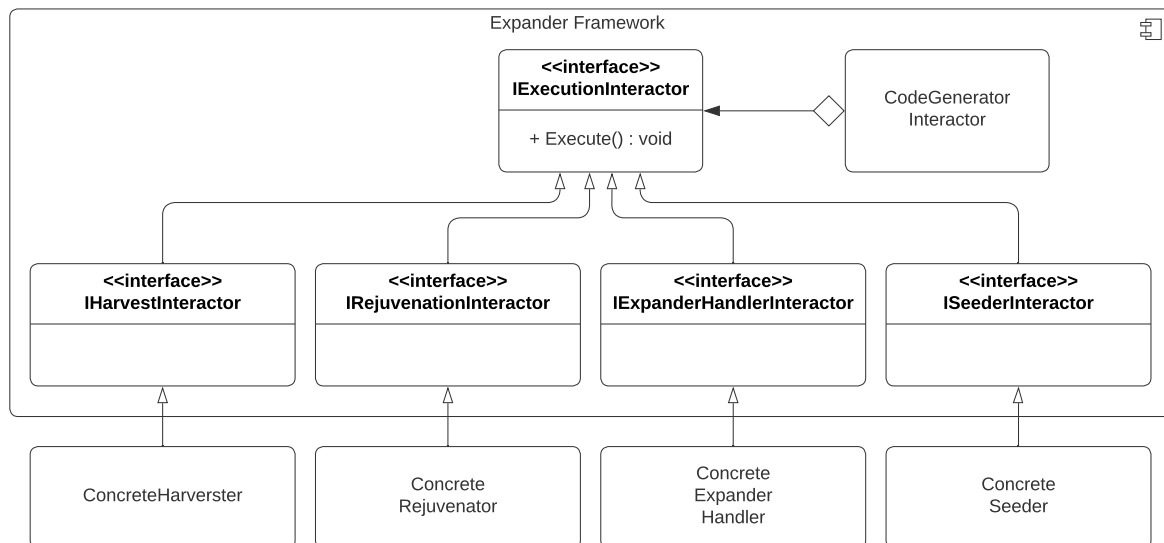 Expander Framework
<<interface>>
IExecutionInteractor
+ Execute() : void
CodeGenerator
Interactor
<<interface>>
IHarvestInteractor
<<interface>>
IRejuvenationInteractor
<<interface>>
IExpanderHandlerInteractor
<<interface>>
ISeederInteractor
ConcreteHarverster
Concrete
Rejuvenator
Concrete
Expander
Handler
Concrete
Seeder